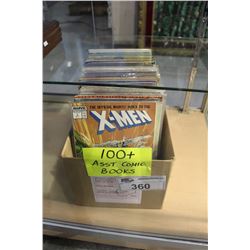 THE OFFICIAL MARVEL INDEX TO THE
X-MEN
100+
ASST COMIC
BOOKS
360